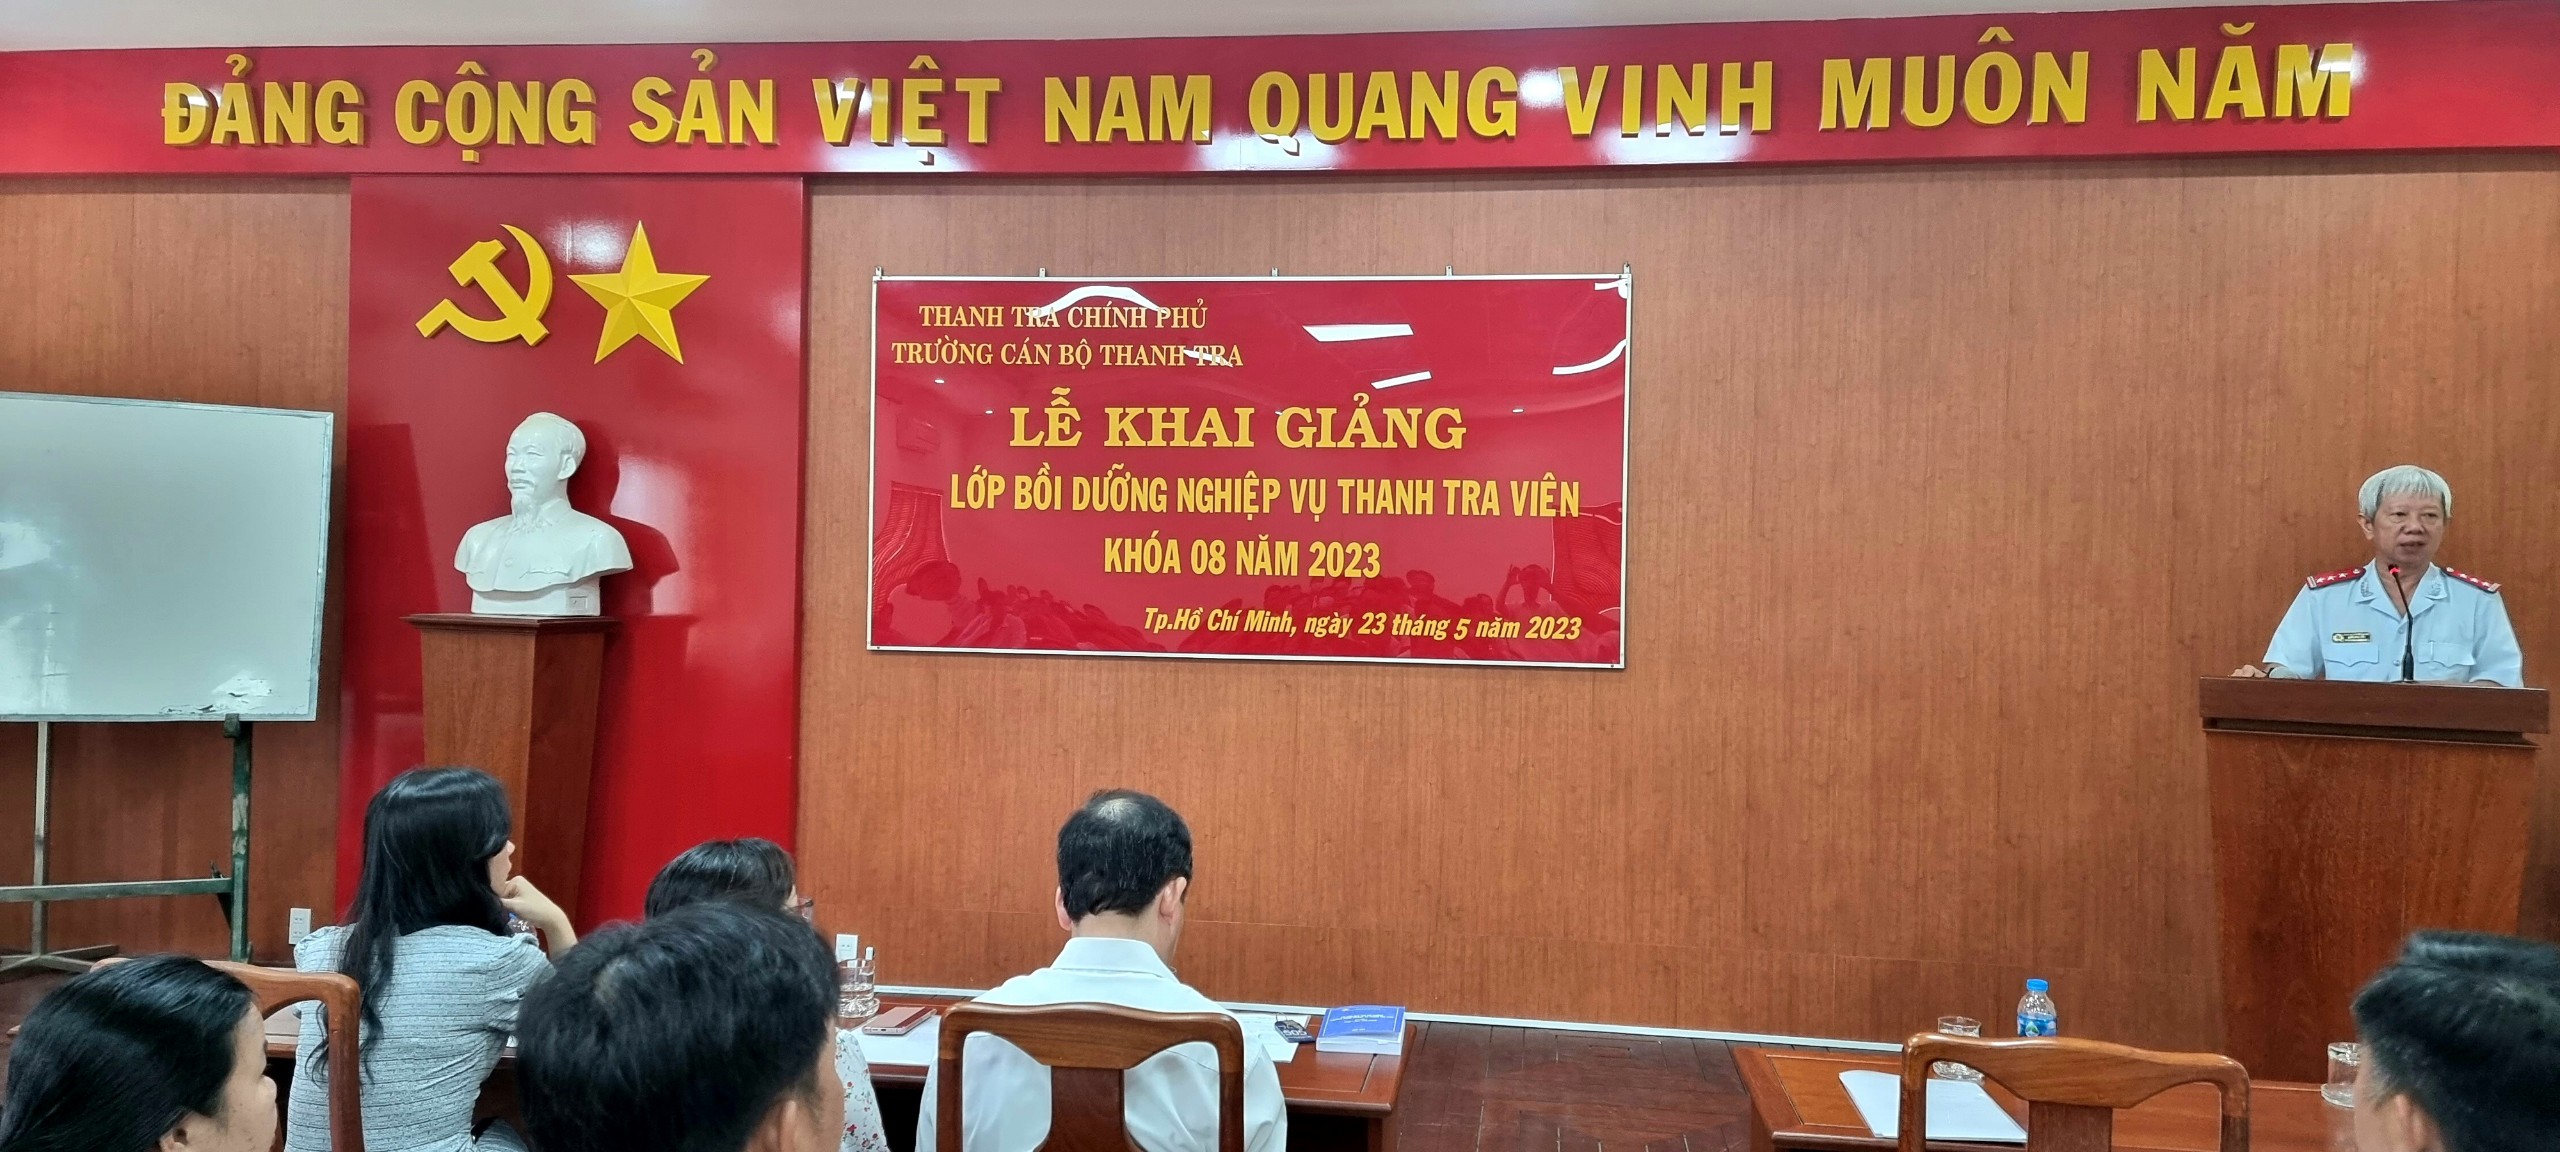 ĐẢNG CỘNG SẢN VIỆT NAM QUANG VINH MUÔN NĂM
THANH TRA CHÍNH PHỦ
TRƯỜNG CÁN BỘ THANH TRA
LỄ KHAI GIẢNG
LỚP BỒI DƯỠNG NGHIỆP VỤ THANH TRA VIÊN
KHÓA 08 NĂM 2023
Tp.Hồ Chí Minh, ngày 23 tháng 5 năm 2023